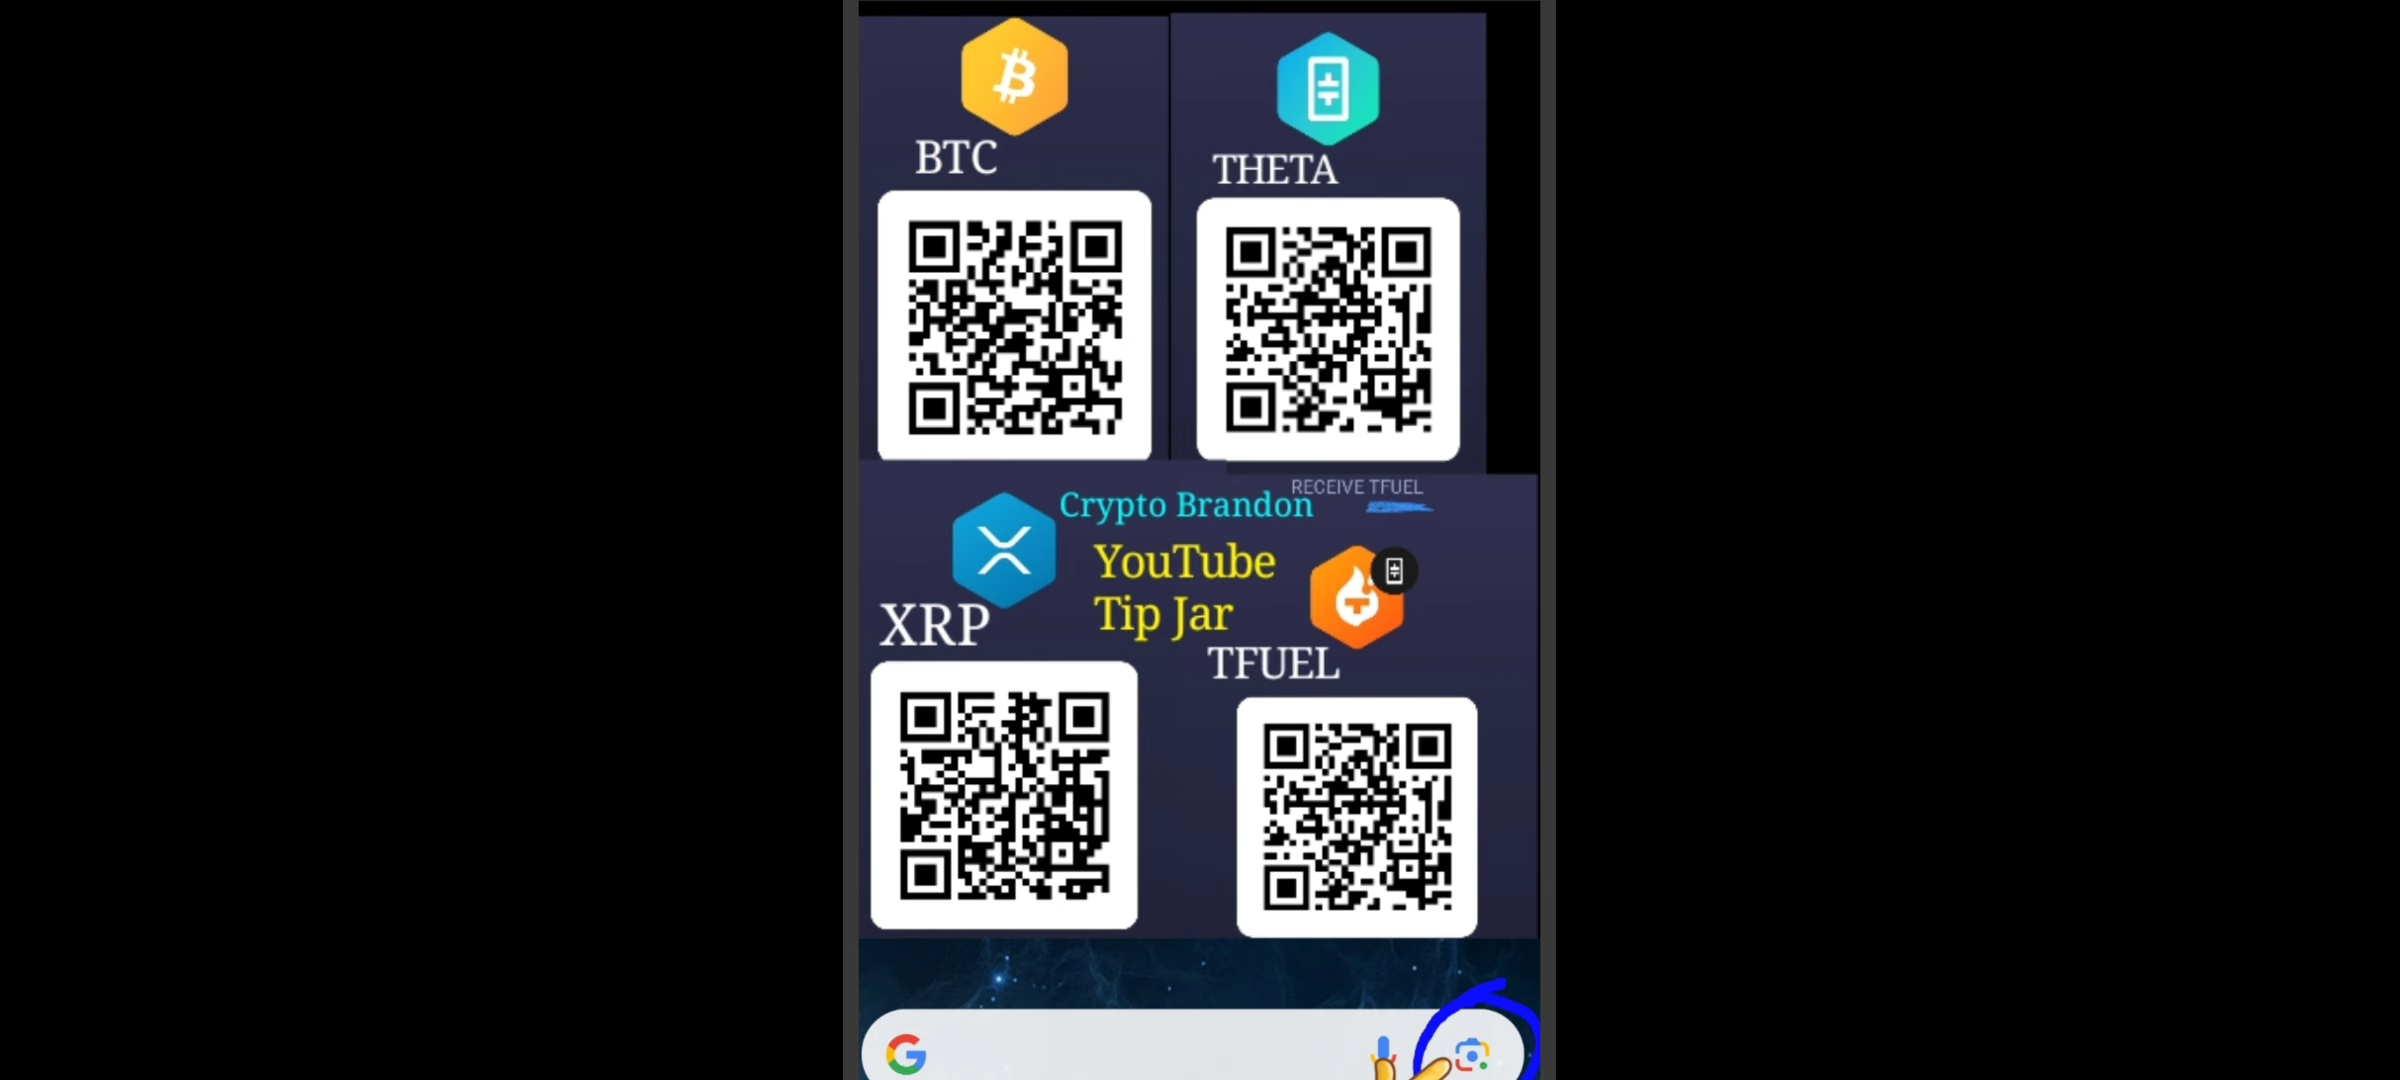 BTC
THETA
RECEIVE TFUEL
Crypto Brandon
YouTube
Tip Jar
XRP
TFUEL